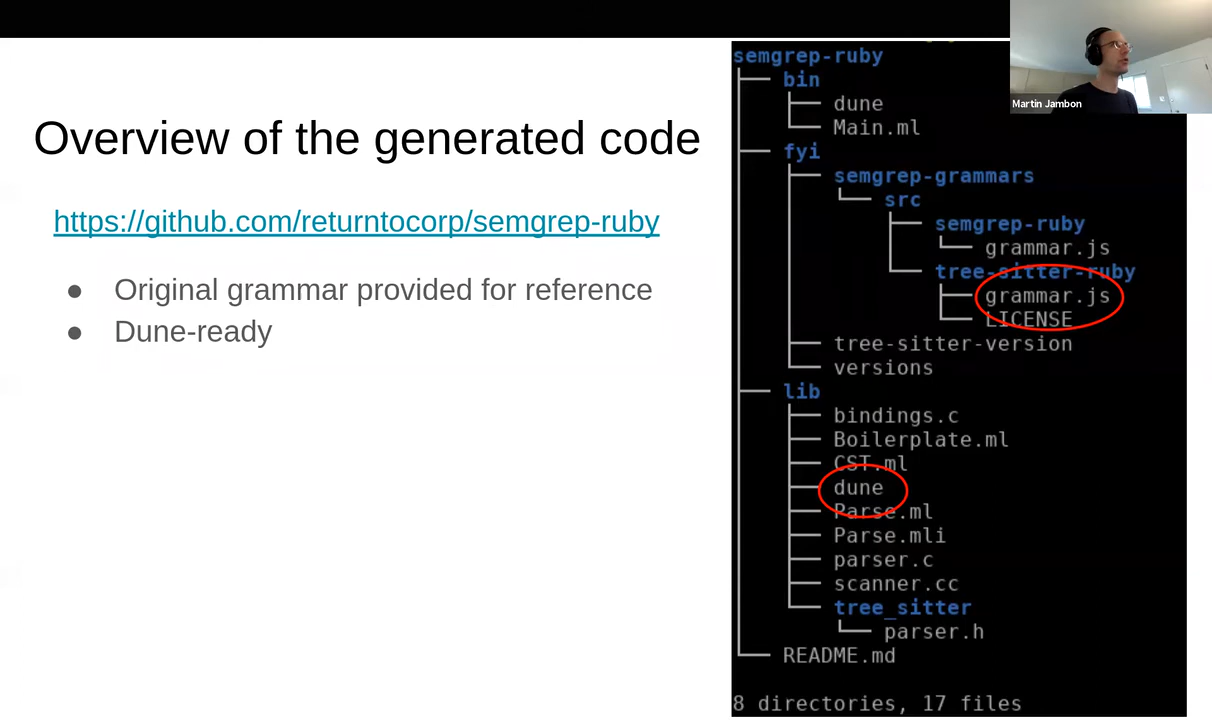 Overview of the generated code
https://github.com/returntocorp/semgrep-ruby
● Original grammar provided for reference
● Dune-ready
semgrep-ruby
├── bin
│   ├── dune
│   └── Main.ml
├── fyi
│   ├── semgrep-grammars
│   │   └── src
│   │       ├── semgrep-ruby
│   │       │   └── grammar.js
│   │       └── tree-sitter-ruby
│   │           ├── grammar.js
│   │           └── LICENSE
│   ├── tree-sitter-version
│   └── versions
├── lib
│   ├── bindings.c
│   ├── Boilerplate.ml
│   ├── CST.ml
│   ├── dune
│   ├── Parse.ml
│   ├── Parse.mli
│   ├── parser.c
│   ├── scanner.cc
│   └── tree_sitter
│       └── parser.h
└── README.md
8 directories, 17 files
Martin Jambon